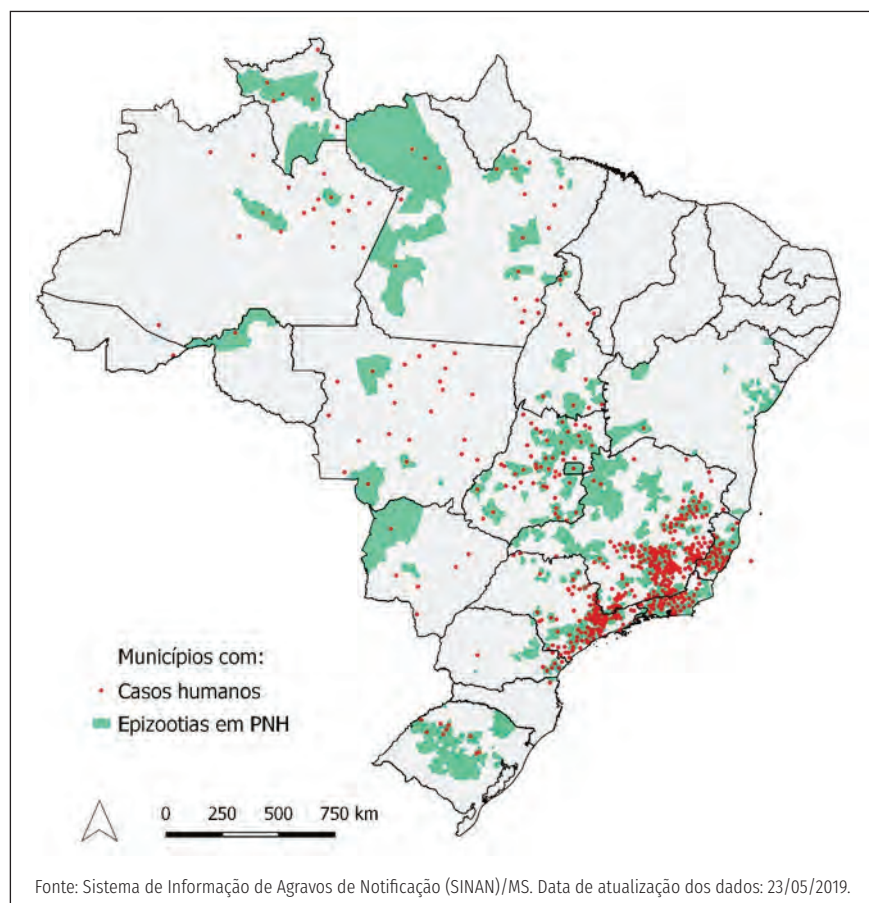 Municípios com:
Casos humanos
Epizootias em PNH
0 250 500 750 km
Fonte: Sistema de Informação de Agravos de Notificação (SINAN)/MS. Data de atualização dos dados: 23/05/2019.